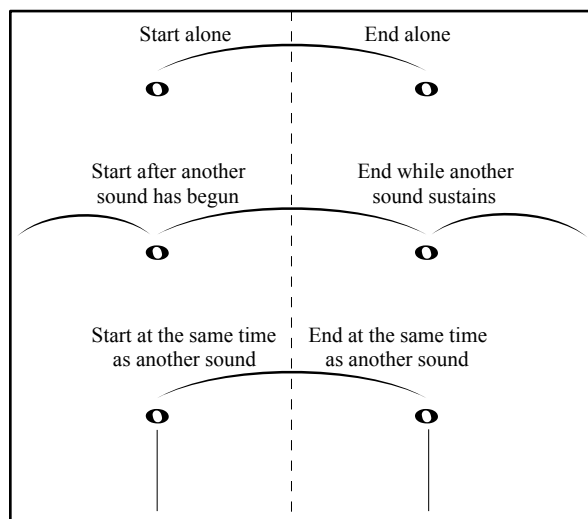 Start alone
End alone
Start after another
sound has begun
End while another
sound sustains
Start at the same time
as another sound
End at the same time
as another sound